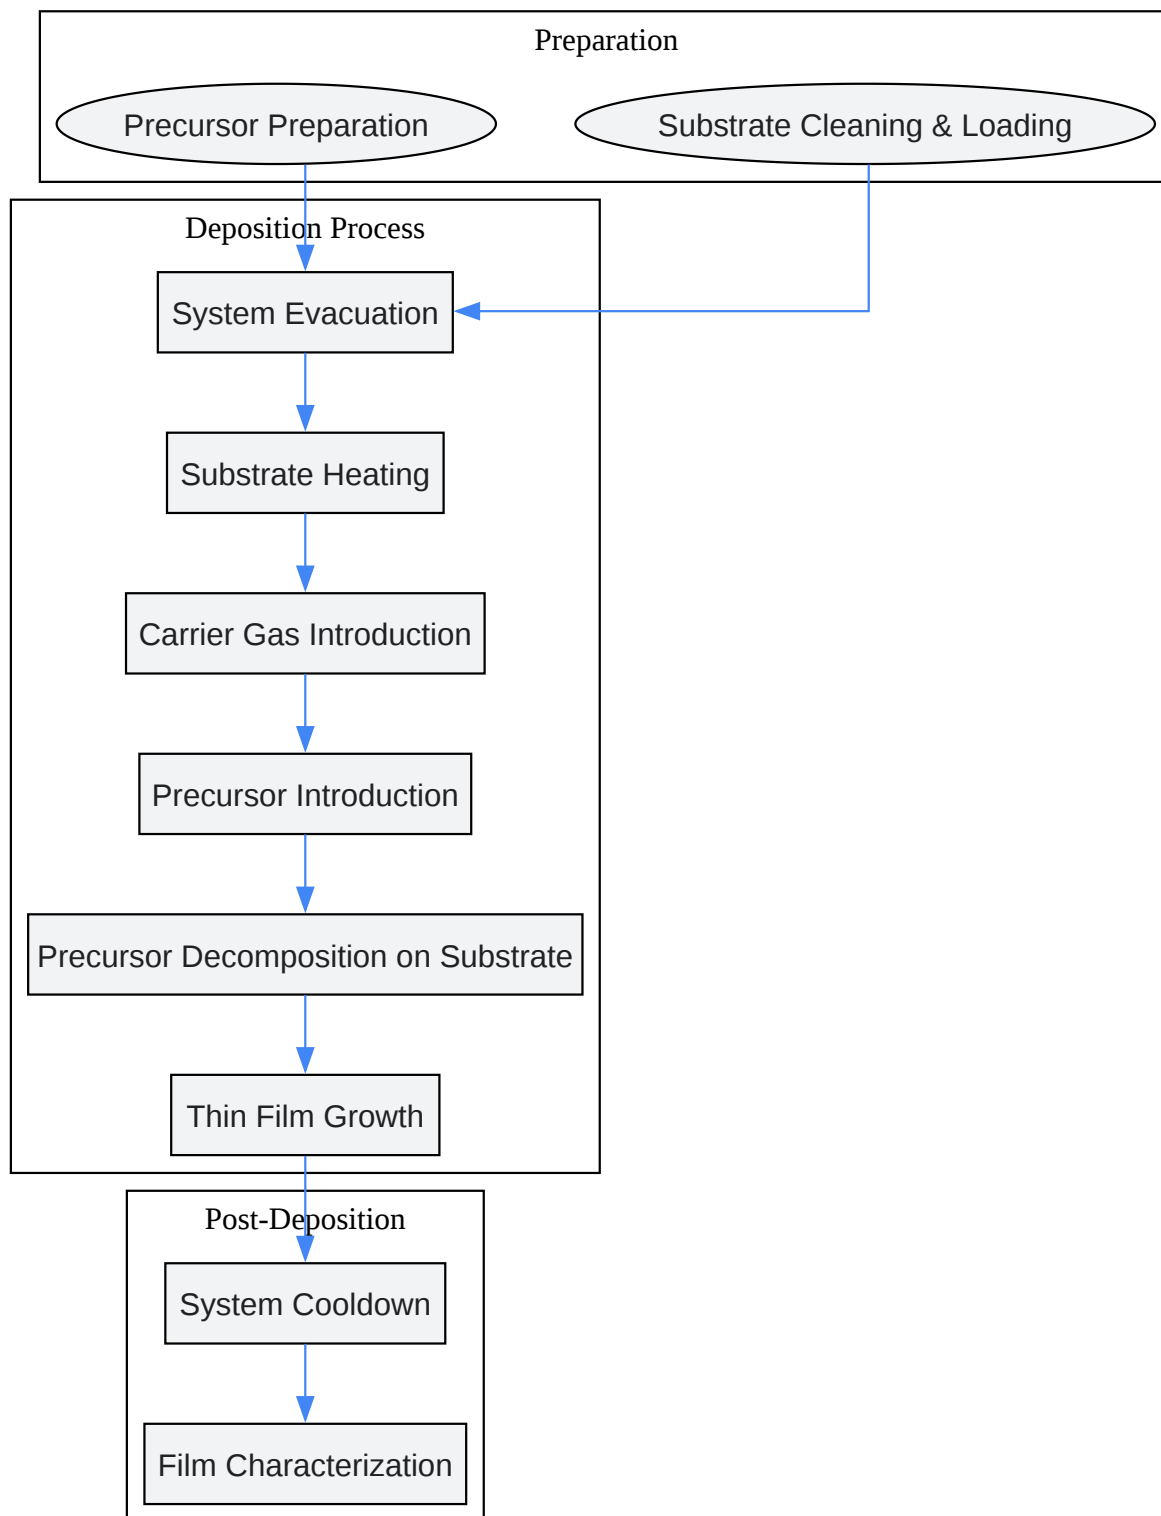 Preparation
Precursor Preparation
Substrate Cleaning & Loading
Deposition Process
System Evacuation
Substrate Heating
Carrier Gas Introduction
Precursor Introduction
Precursor Decomposition on Substrate
Thin Film Growth
Post-Deposition
System Cooldown
Film Characterization